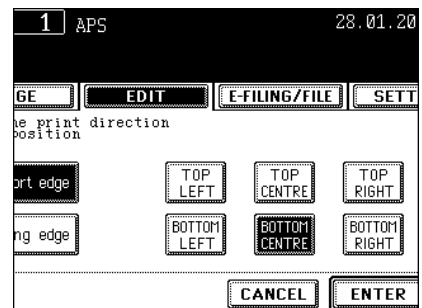 1 APS 28.01.20
GE EDIT E-FILING/FILE SETT
he print direction
position
ort edge TOP LEFT TOP CENTRE TOP RIGHT
ng edge BOTTOM LEFT BOTTOM CENTRE BOTTOM RIGHT
CANCEL ENTER